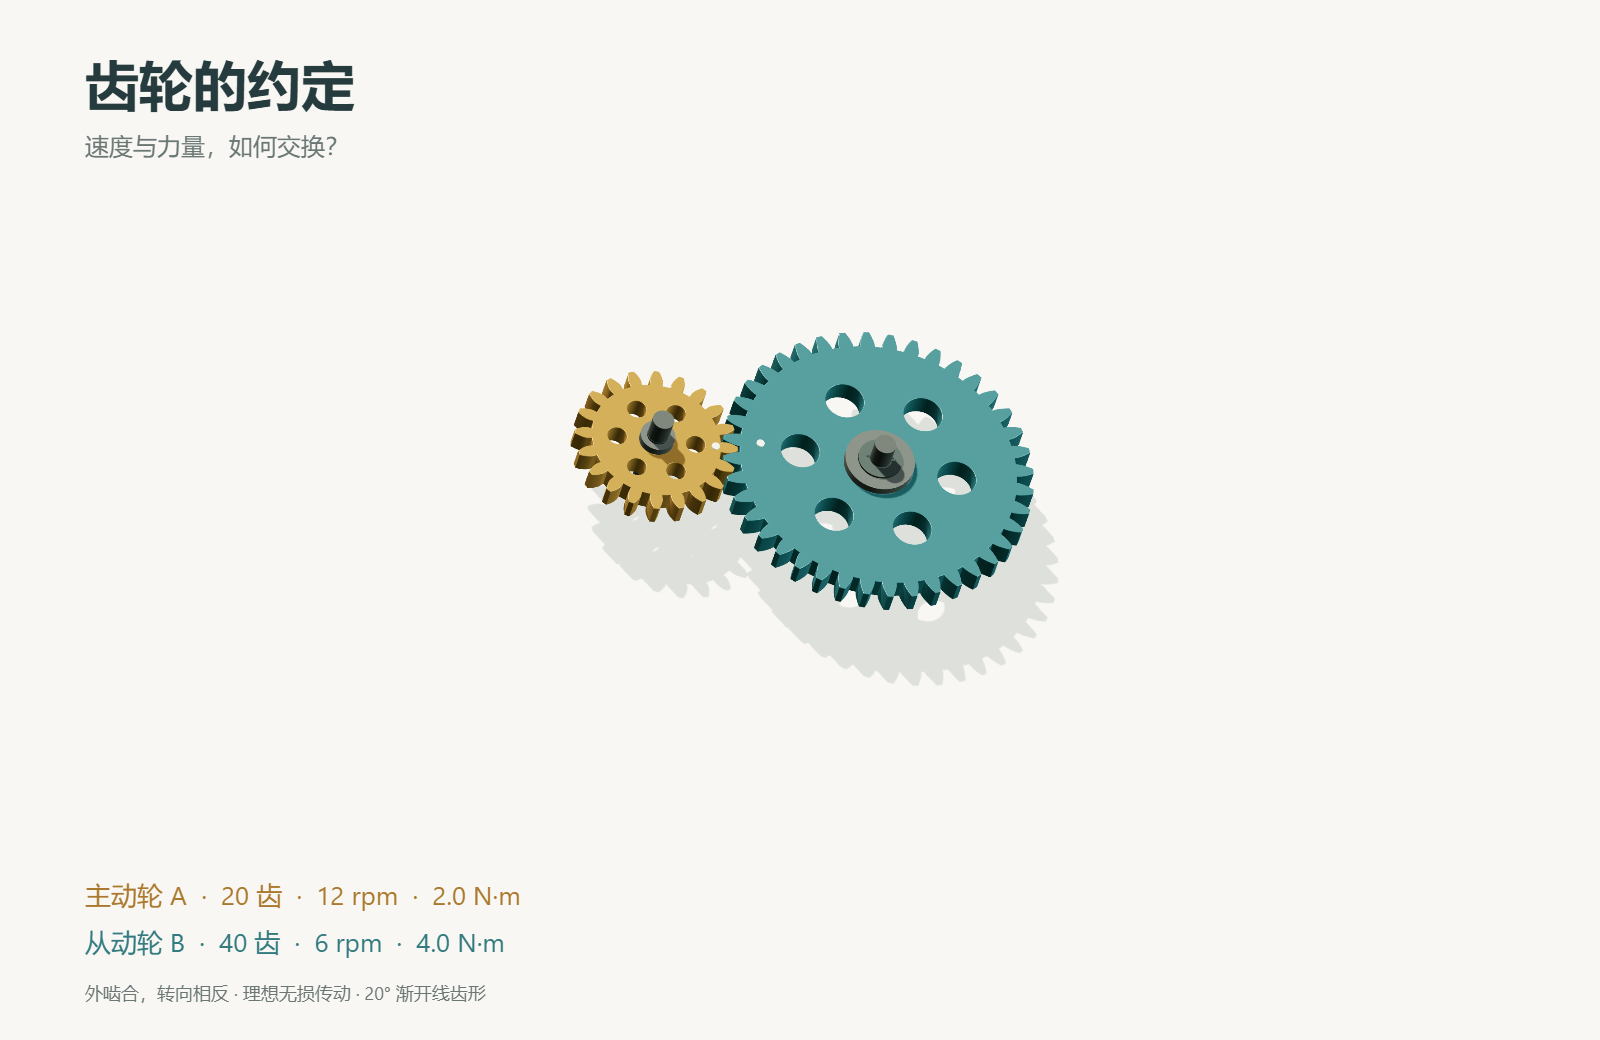 齿轮的约定
速度与力量，如何交换？
主动轮 A · 20 齿 · 12 rpm · 2.0 N·m
从动轮 B · 40 齿 · 6 rpm · 4.0 N·m
外啮合，转向相反 · 理想无损传动 · 20° 渐开线齿形